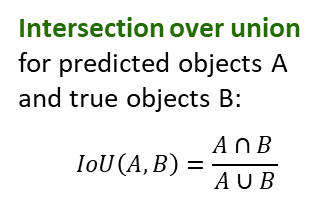 Intersection over union
for predicted objects A
and true objects B:
IoU(A, B) = A ∩ B / A ∪ B